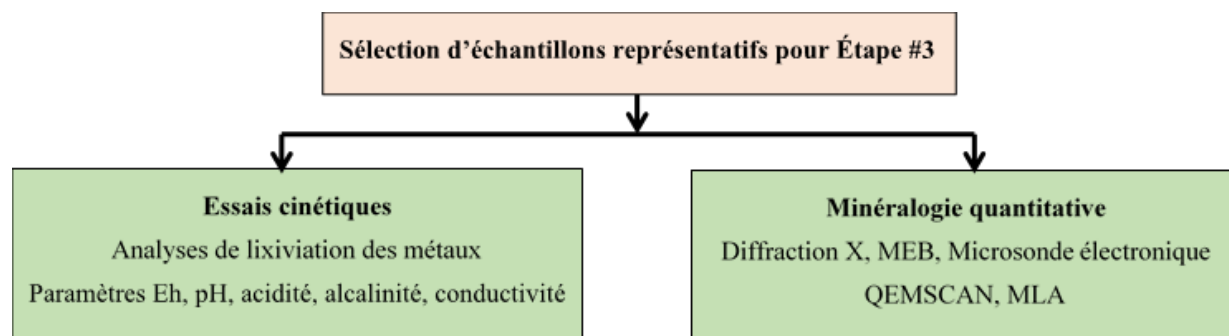 Sélection d'échantillons représentatifs pour Étape #3
Essais cinétiques
Analyses de lixiviation des métaux
Paramètres Eh, pH, acidité, alcalinité, conductivité
Minéralogie quantitative
Diffraction X, MEB, Microsonde électronique
QEMSCAN, MLA